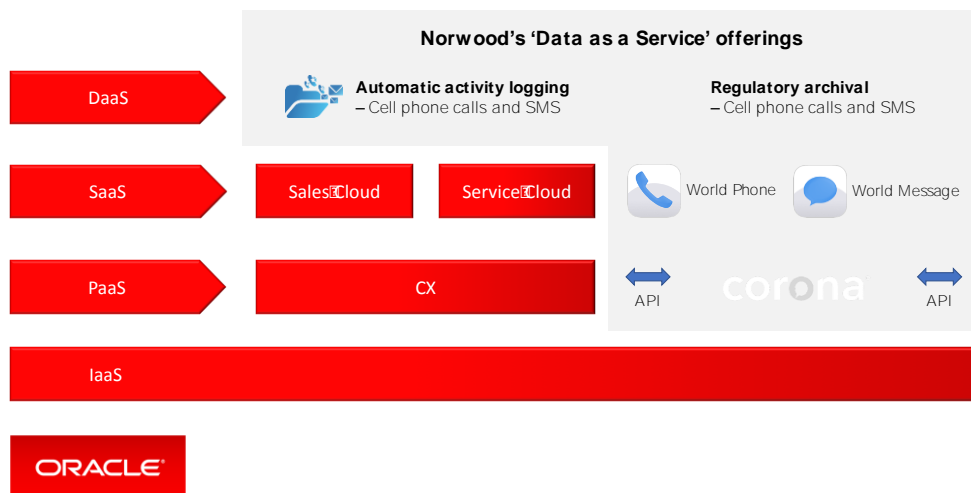 Norwood's 'Data as a Service' offerings
DaaS
Automatic activity logging
– Cell phone calls and SMS
Regulatory archival
– Cell phone calls and SMS
SaaS
Sales Cloud
Service Cloud
World Phone
World Message
PaaS
CX
API
corona
API
IaaS
ORACLE®